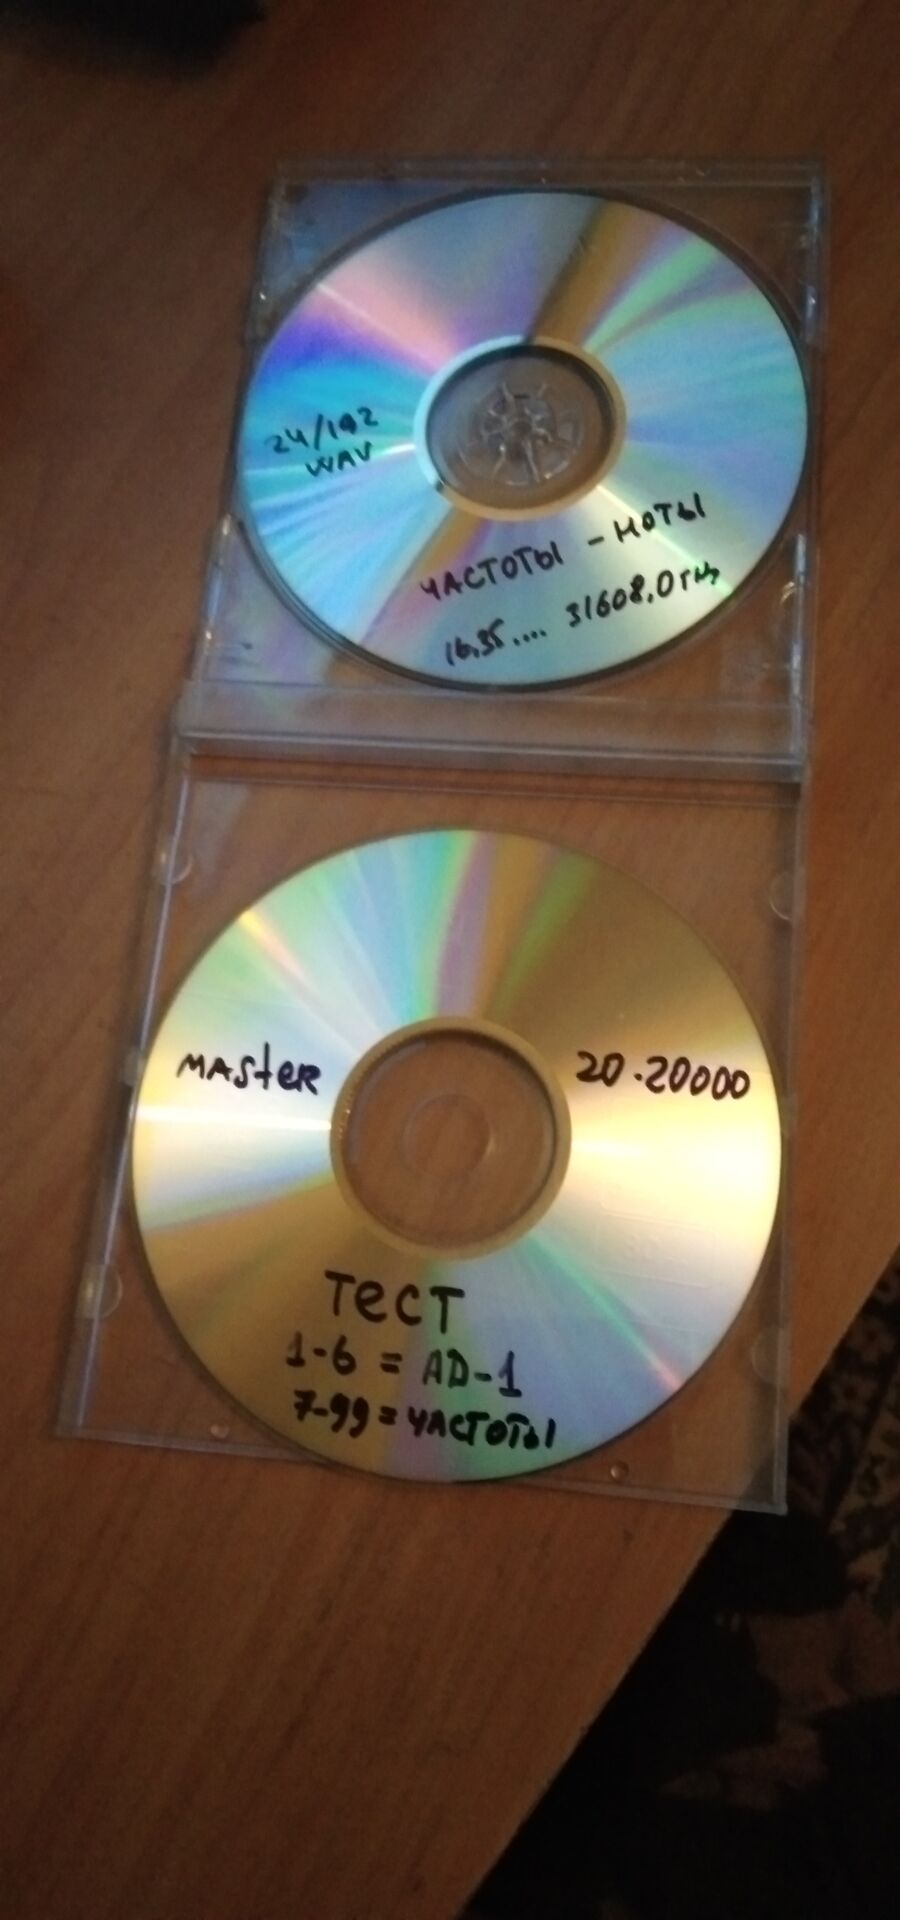 24/192
WAV
ЧАСТОТЫ - НОТЫ
16,35.... 31608,0 ГЦ
MASTER
20.20000
ТЕСТ
1-6 = AD-1
7-99 = ЧАСТОТЫ